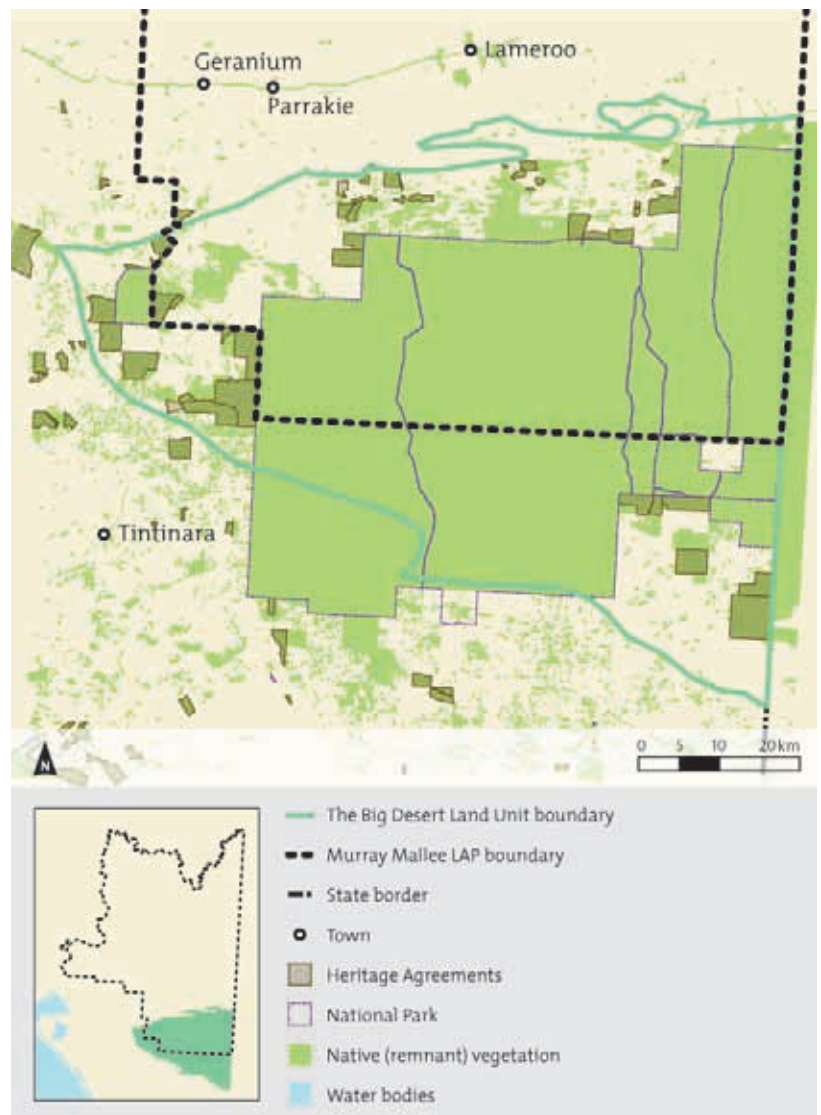 Lameroo
Geranium
Parrakie
Tintinara
N
0 5 10 20km
The Big Desert Land Unit boundary
Murray Mallee LAP boundary
State border
Town
Heritage Agreements
National Park
Native (remnant) vegetation
Water bodies